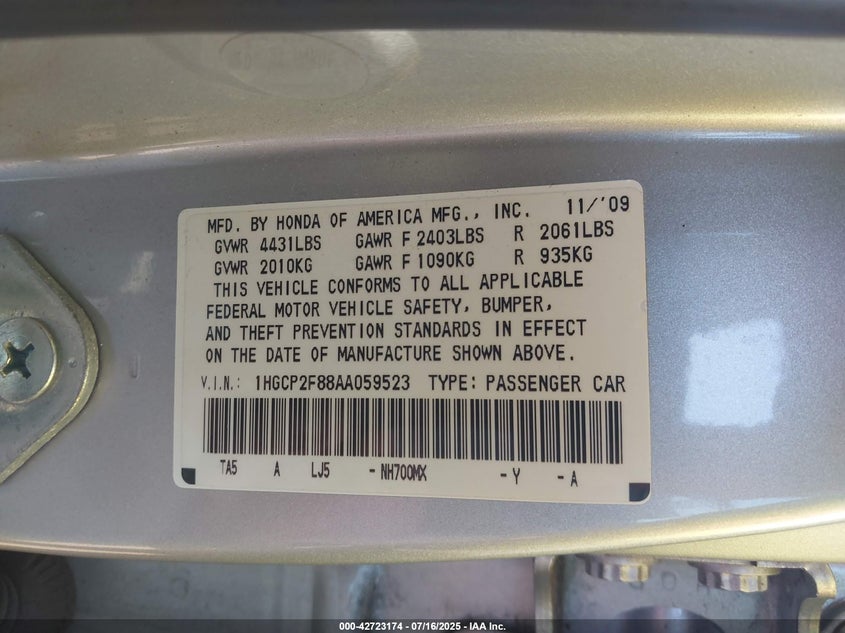 MFD. BY HONDA OF AMERICA MFG., INC. 11/'09
GVWR 4431LBS GAWR F 2403LBS R 2061LBS
GVWR 2010KG GAWR F 1090KG R 935KG
THIS VEHICLE CONFORMS TO ALL APPLICABLE
FEDERAL MOTOR VEHICLE SAFETY, BUMPER,
AND THEFT PREVENTION STANDARDS IN EFFECT
ON THE DATE OF MANUFACTURE SHOWN ABOVE.
V.I.N.: 1HGCP2F88AA059523 TYPE: PASSENGER CAR
TA5 A LJ5 - NH700MX - Y - A
000-42723174 - 07/16/2025 - IAA Inc.